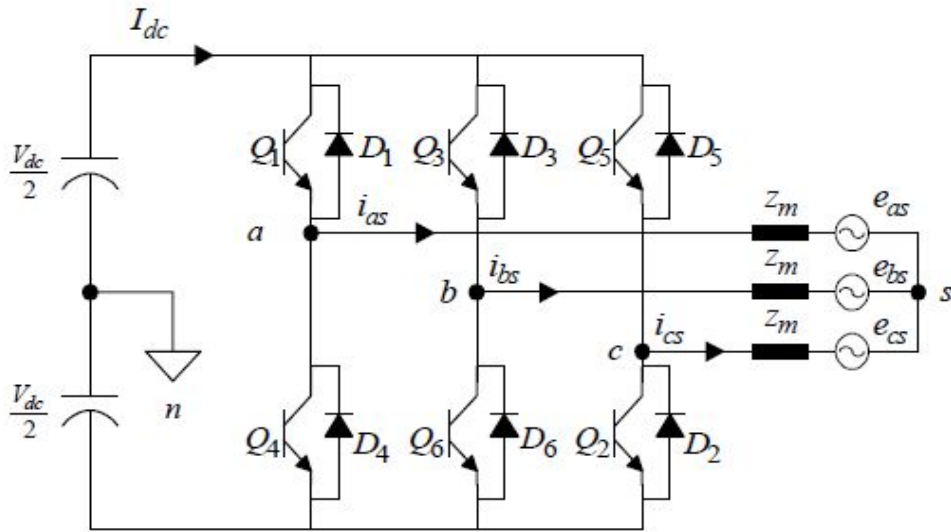 I_dc
V_dc/2
Q_1 D_1 Q_3 D_3 Q_5 D_5
a i_as z_m e_as
b i_bs z_m e_bs s
c i_cs z_m e_cs
n
V_dc/2
Q_4 D_4 Q_6 D_6 Q_2 D_2